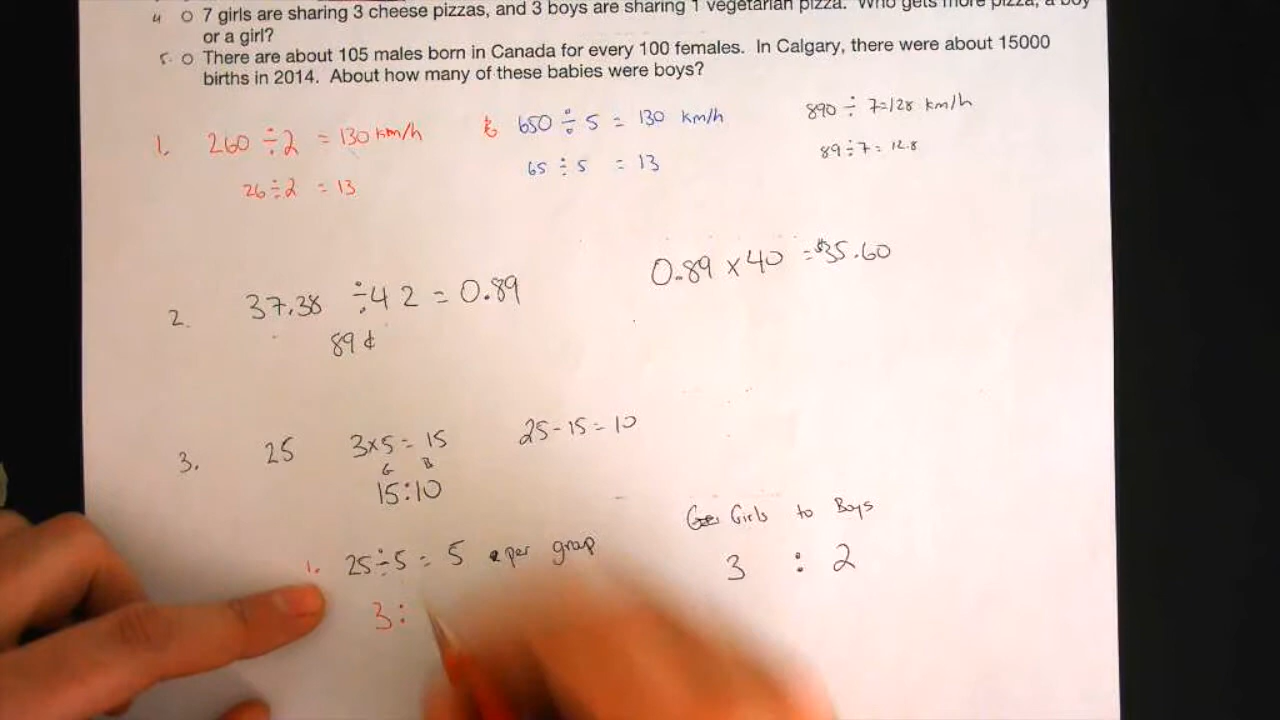 4 o 7 girls are sharing 3 cheese pizzas, and 3 boys are sharing 1 vegetarian pizza. Who gets more pizza, a boy
or a girl?
5. o There are about 105 males born in Canada for every 100 females. In Calgary, there were about 15000
births in 2014. About how many of these babies were boys?
1. 260 ÷ 2 = 130 km/h 650 ÷ 5 = 130 km/h 890 ÷ 7=128 km/h
26 ÷ 2 = 13 65 ÷ 5 = 13 89 ÷ 7 = 12.8
2. 37.38 ÷ 42 = 0.89 0.89 x 40 = $35.60
89 ¢
3. 25 3x5 = 15 25-15=10
G B
15:10
Girls to Boys
1. 25÷5 = 5 per group 3 : 2
3: